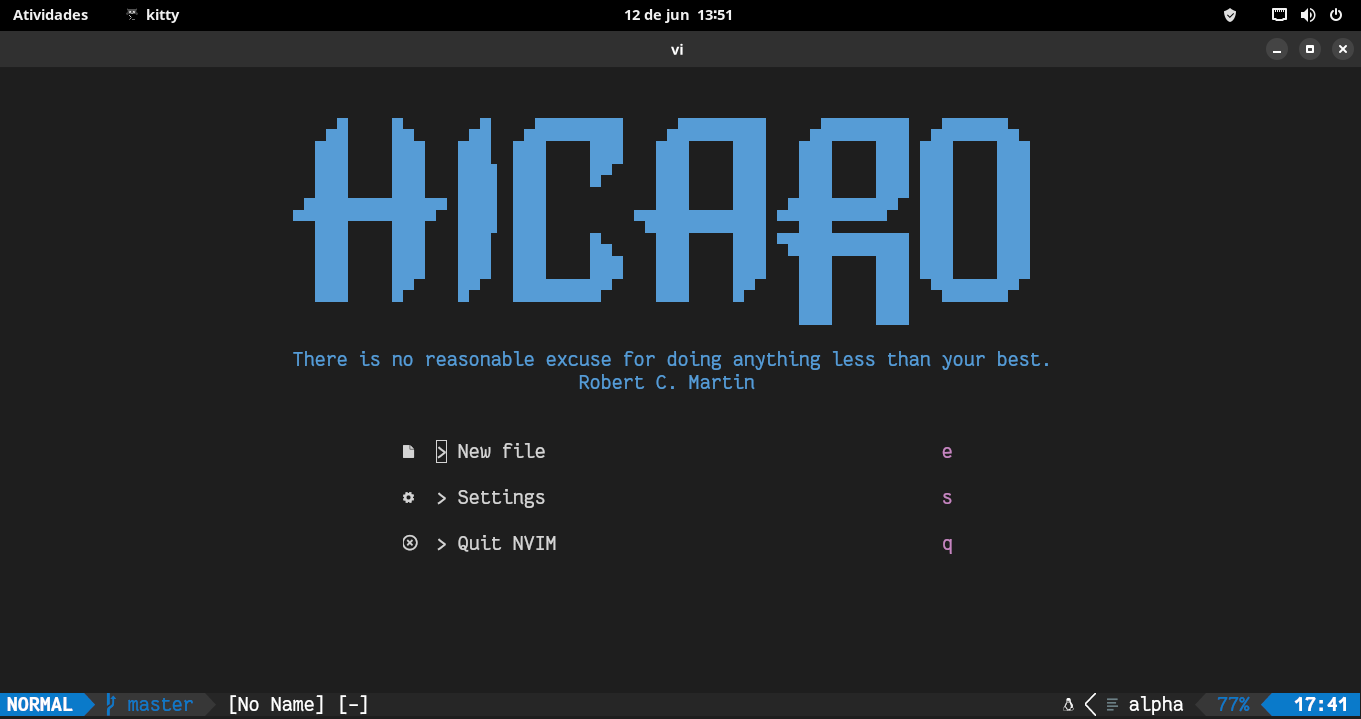 Atividades kitty 12 de jun 13:51
vi
HICARO
There is no reasonable excuse for doing anything less than your best.
Robert C. Martin
> New file e
> Settings s
> Quit NVIM q
NORMAL master [No Name] [-] alpha 77% 17:41